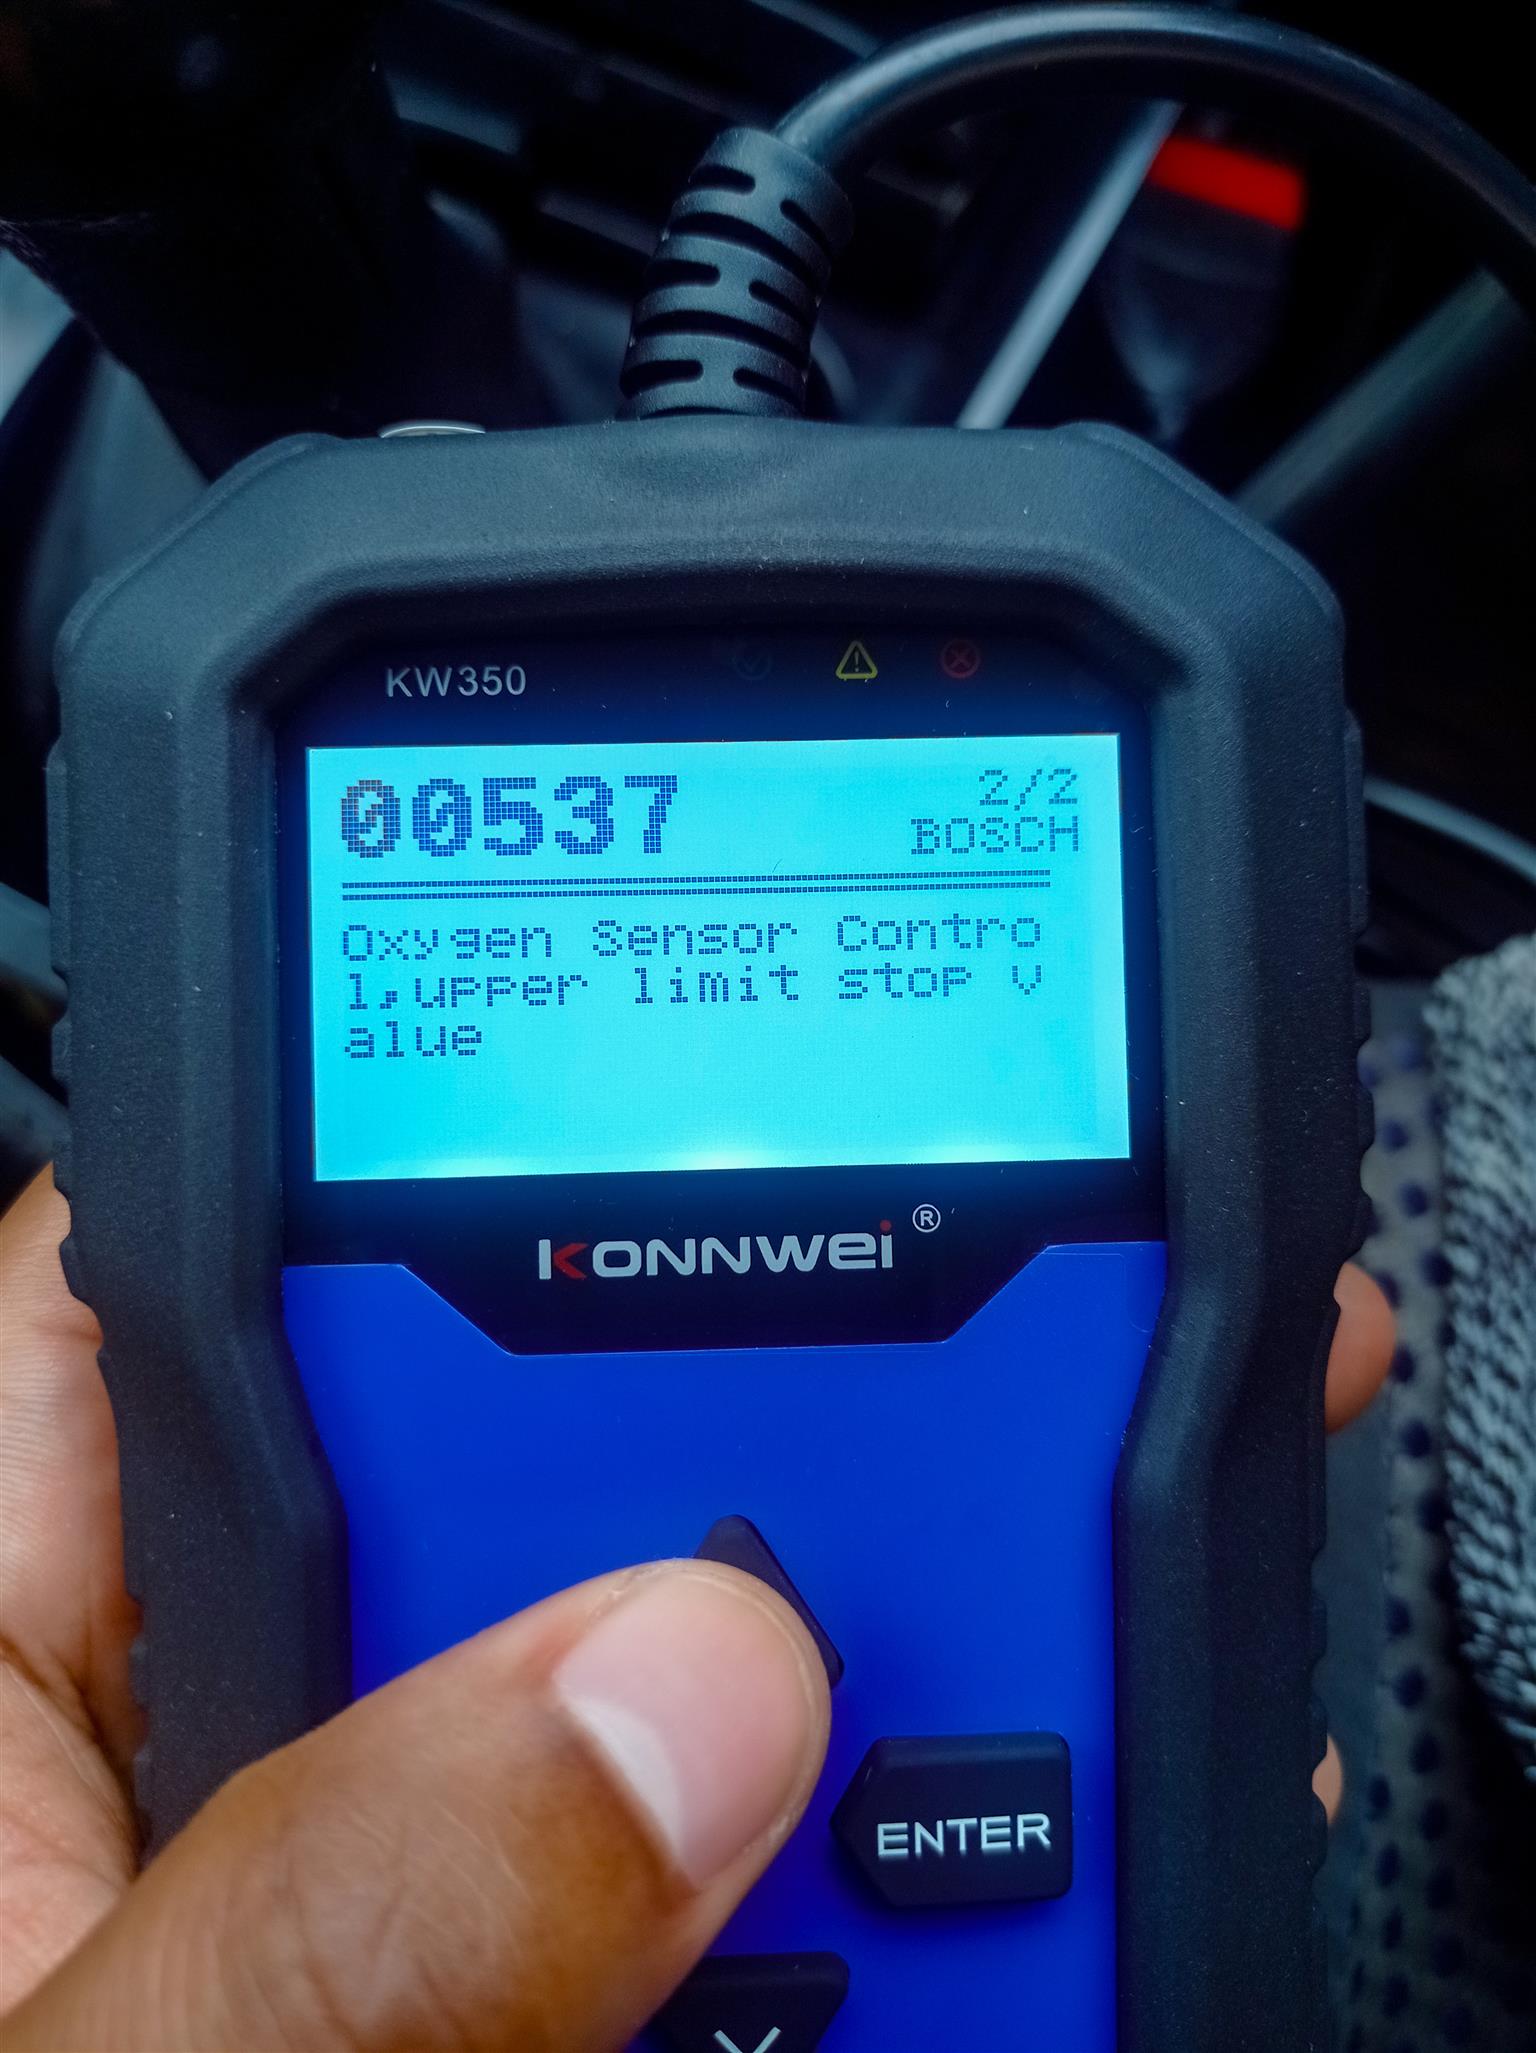 KW350
00537
2/2
BOSCH
Oxygen Sensor Contro
l,upper limit stop v
alue
KONNWEI®
ENTER